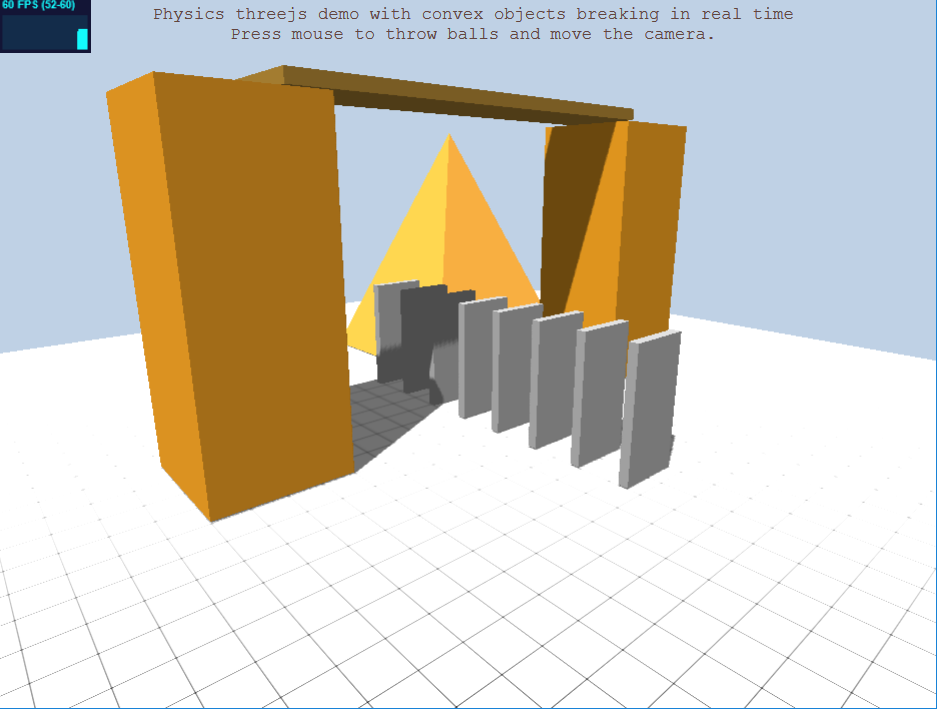 60 FPS (52-60)
Physics threejs demo with convex objects breaking in real time
Press mouse to throw balls and move the camera.